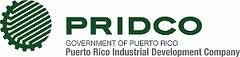 PRIDCO
GOVERNMENT OF PUERTO RICO
Puerto Rico Industrial Development Company